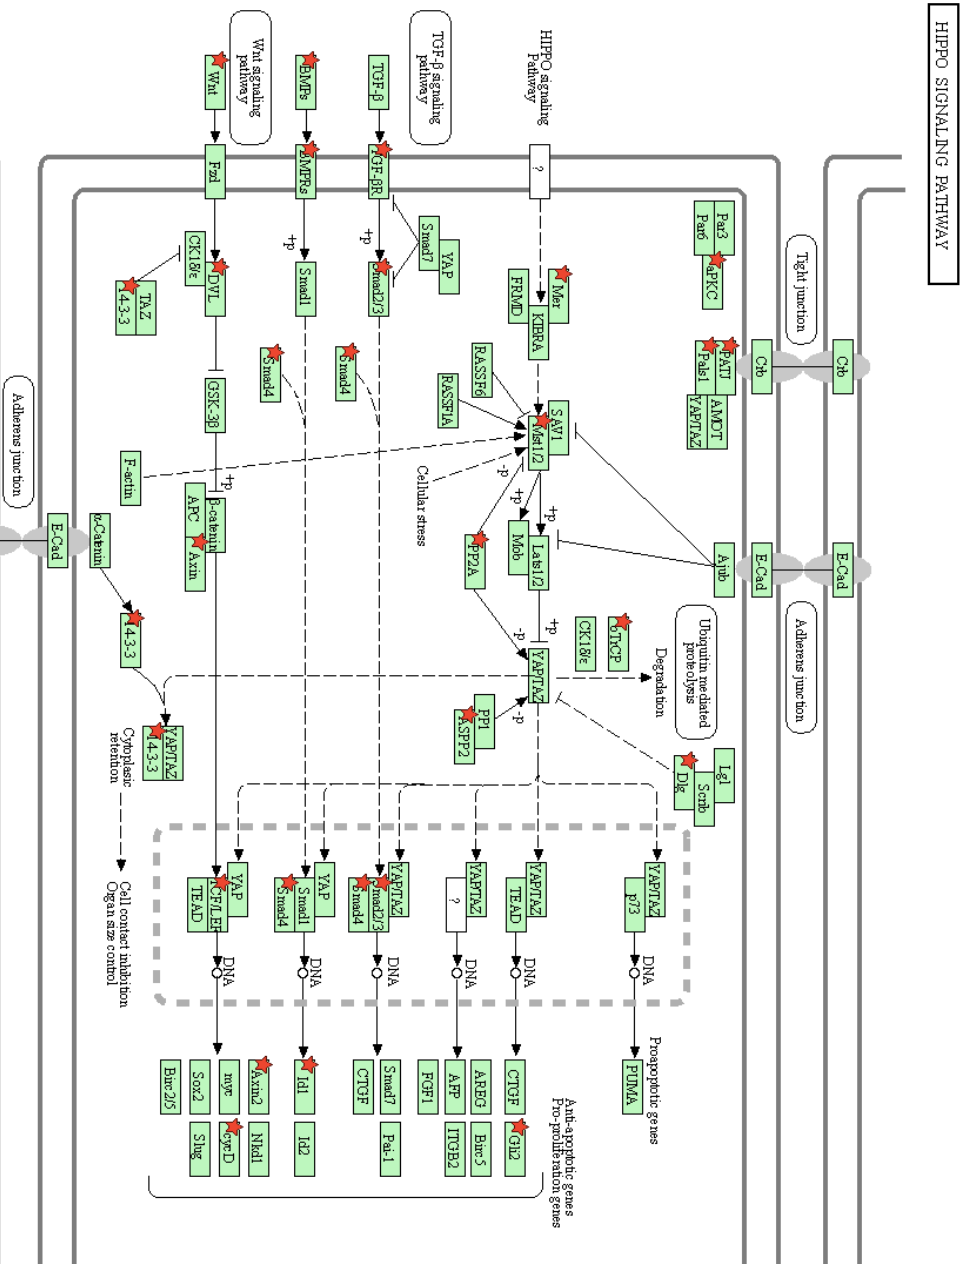 HIPPO SIGNALING PATHWAY
Tight junction
Adherens junction
Crb
E-Cad
Crb
E-Cad
Par3
Par6
aPKC
PATJ
Pals1
AMOT
YAP/TAZ
Ajub
Ubiquitin mediated
proteolysis
Lgl
Scrib
Dlg
HIPPO signaling
Pathway
?
Mer
FRMD
KIBRA
RASSF6
RASSF1A
SAV1
Mst1/2
Cellular stress
+p
+p
-p
Lats1/2
Mob
PP2A
+p
-p
βTrCP
CK1δ/ε
Degradation
YAP/TAZ
-p
PP1
ASPP2
YAP/TAZ
p73
DNA
Proapoptotic genes
PUMA
YAP/TAZ
TEAD
DNA
CTGF
Gli2
YAP/TAZ
?
DNA
AREG
Birc5
AFP
ITGB2
FGF1
Anti-apoptotic genes
Pro-proliferation genes
TGF-β signaling
pathway
TGF-β
TGF-βR
+p
YAP
Smad7
Smad2/3
Smad4
YAP/TAZ
Smad2/3
Smad4
DNA
Smad7
Pai-1
CTGF
BMPs
BMPRs
+p
Smad1
Smad4
YAP
Smad1
Smad4
DNA
Id1
Id2
Wnt signaling
pathway
Wnt
Fzd
DVL
CK1δ/ε
TAZ
14-3-3
GSK-3β
+p
β-catenin
APC
Axin
YAP
TCF/LEF
TEAD
DNA
Axin2
Nkd1
myc
cycD
Sox2
Slug
Birc2/5
F-actin
α-Catenin
14-3-3
YAP/TAZ
14-3-3
Cytoplasic
retention
Cell contact inhibition
Organ size control
E-Cad
Adherens junction